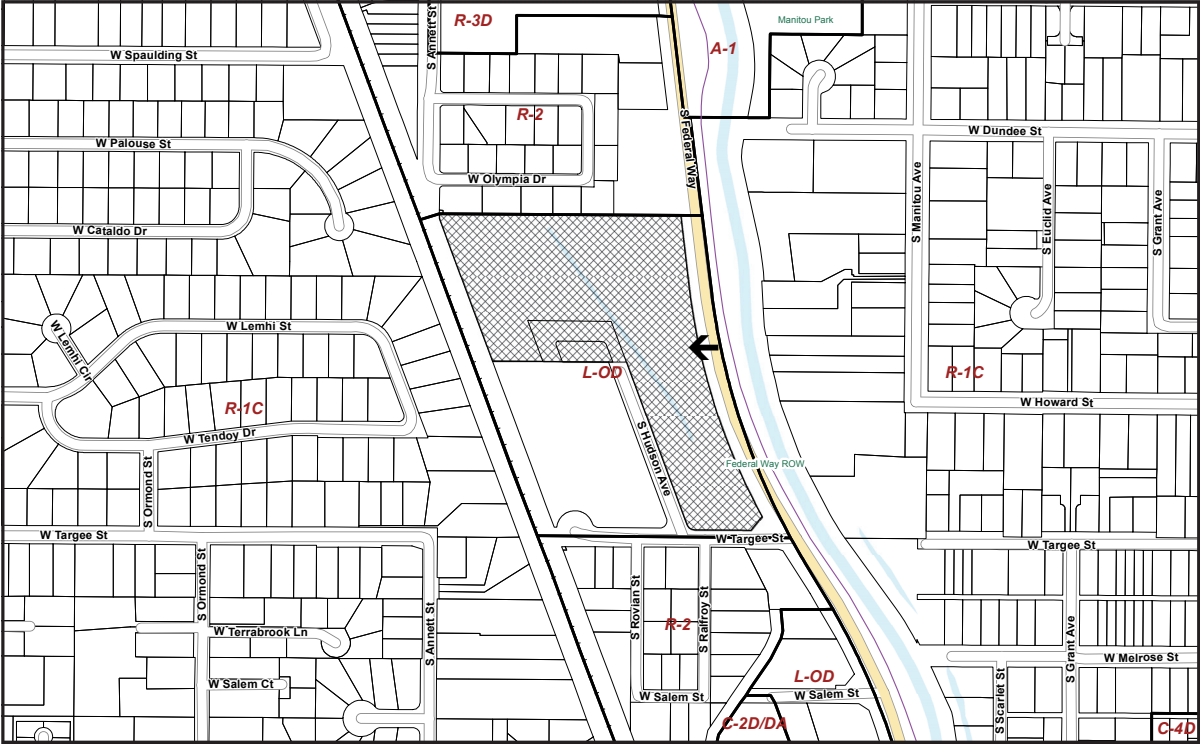 R-3D
Manitou Park
S Annett St
A-1
W Spaulding St
R-2
S Federal Way
W Dundee St
W Palouse St
W Olympia Dr
S Manitou Ave
S Euclid Ave
S Grant Ave
W Cataldo Dr
W Lemhi St
W Lemhi Cir
L-OD
R-1C
W Howard St
R-1C
W Tendoy Dr
S Hudson Ave
Federal Way ROW
S Ormond St
W Targee St
W Targee St
W Targee St
S Ormond St
S Rovian St
S Ralfroy St
S Annett St
R-2
W Terrabrook Ln
S Grant Ave
W Melrose St
L-OD
W Salem Ct
W Salem St
W Salem St
S Scarlet St
C-2D/DA
C-4D